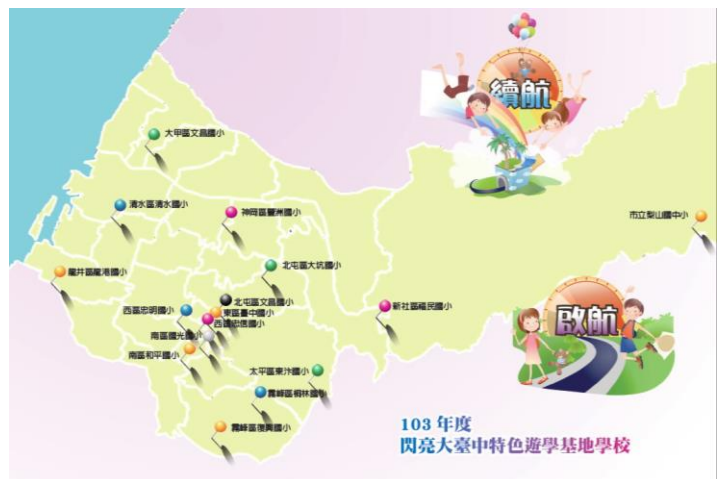 續航
大甲區文昌國小
清水區清水國小
神岡區豐洲國小
市立梨山國中小
北屯區大坑國小
龍井區龍港國小
北屯區文昌國小
新社區福民國小
西區忠明國小
東區臺中國小
西區忠信國小
啟航
南區國光國小
南區和平國小
太平區東汴國小
霧峰區桐林國小
霧峰區復興國小
103 年度
閃亮大臺中特色遊學基地學校